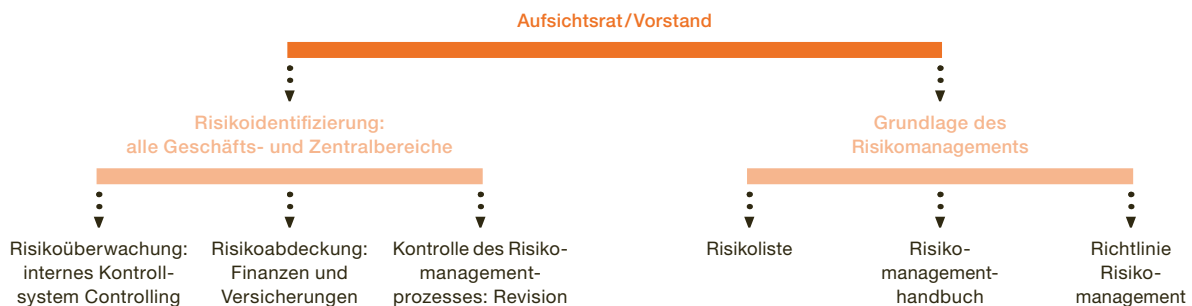 Aufsichtsrat/Vorstand
Risikoidentifizierung:
alle Geschäfts- und Zentralbereiche
Grundlage des
Risikomanagements
Risikoüberwachung:
internes Kontroll-
system Controlling
Risikoabdeckung:
Finanzen und
Versicherungen
Kontrolle des Risiko-
management-
prozesses: Revision
Risikoliste
Risiko-
management-
handbuch
Richtlinie
Risiko-
management